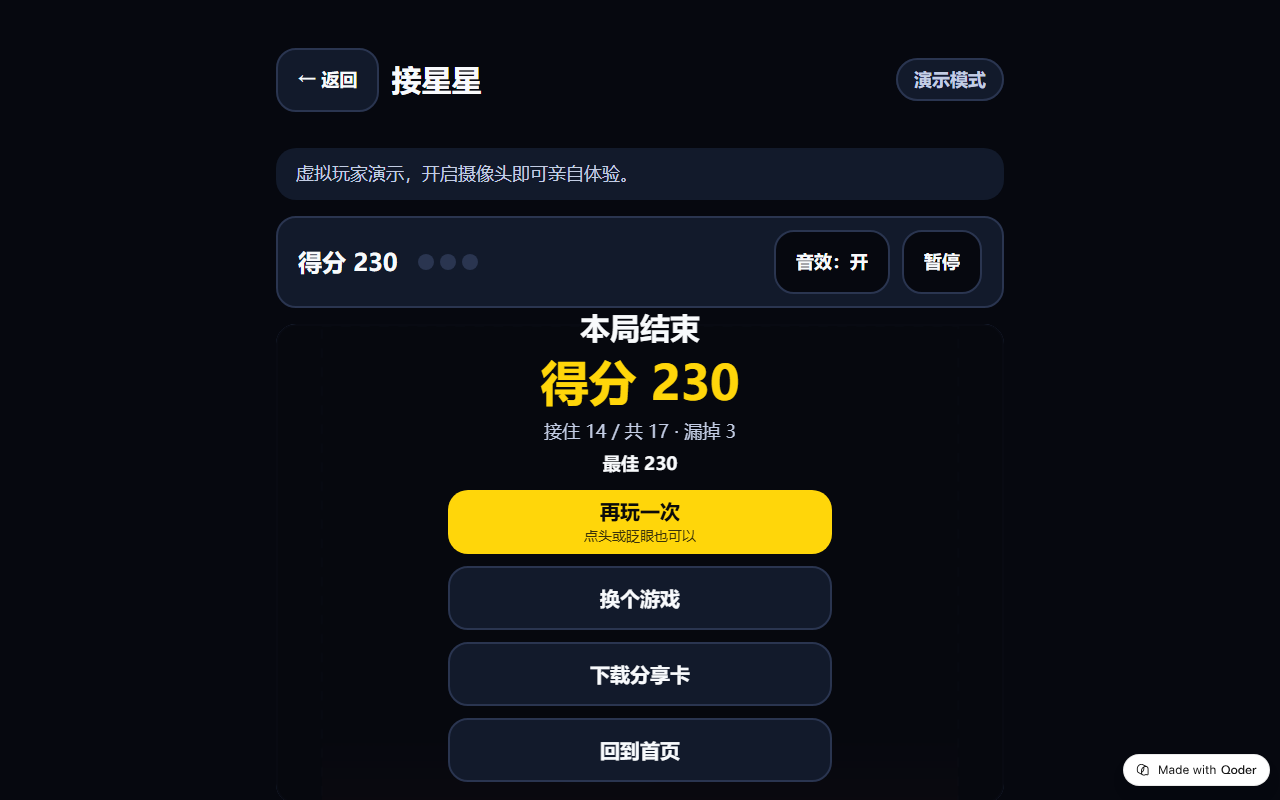 ← 返回
接星星
演示模式
虚拟玩家演示，开启摄像头即可亲自体验。
得分 230
音效：开
暂停
本局结束
得分 230
接住 14 / 共 17 · 漏掉 3
最佳 230
再玩一次
点头或眨眼也可以
换个游戏
下载分享卡
回到首页
Made with Qoder